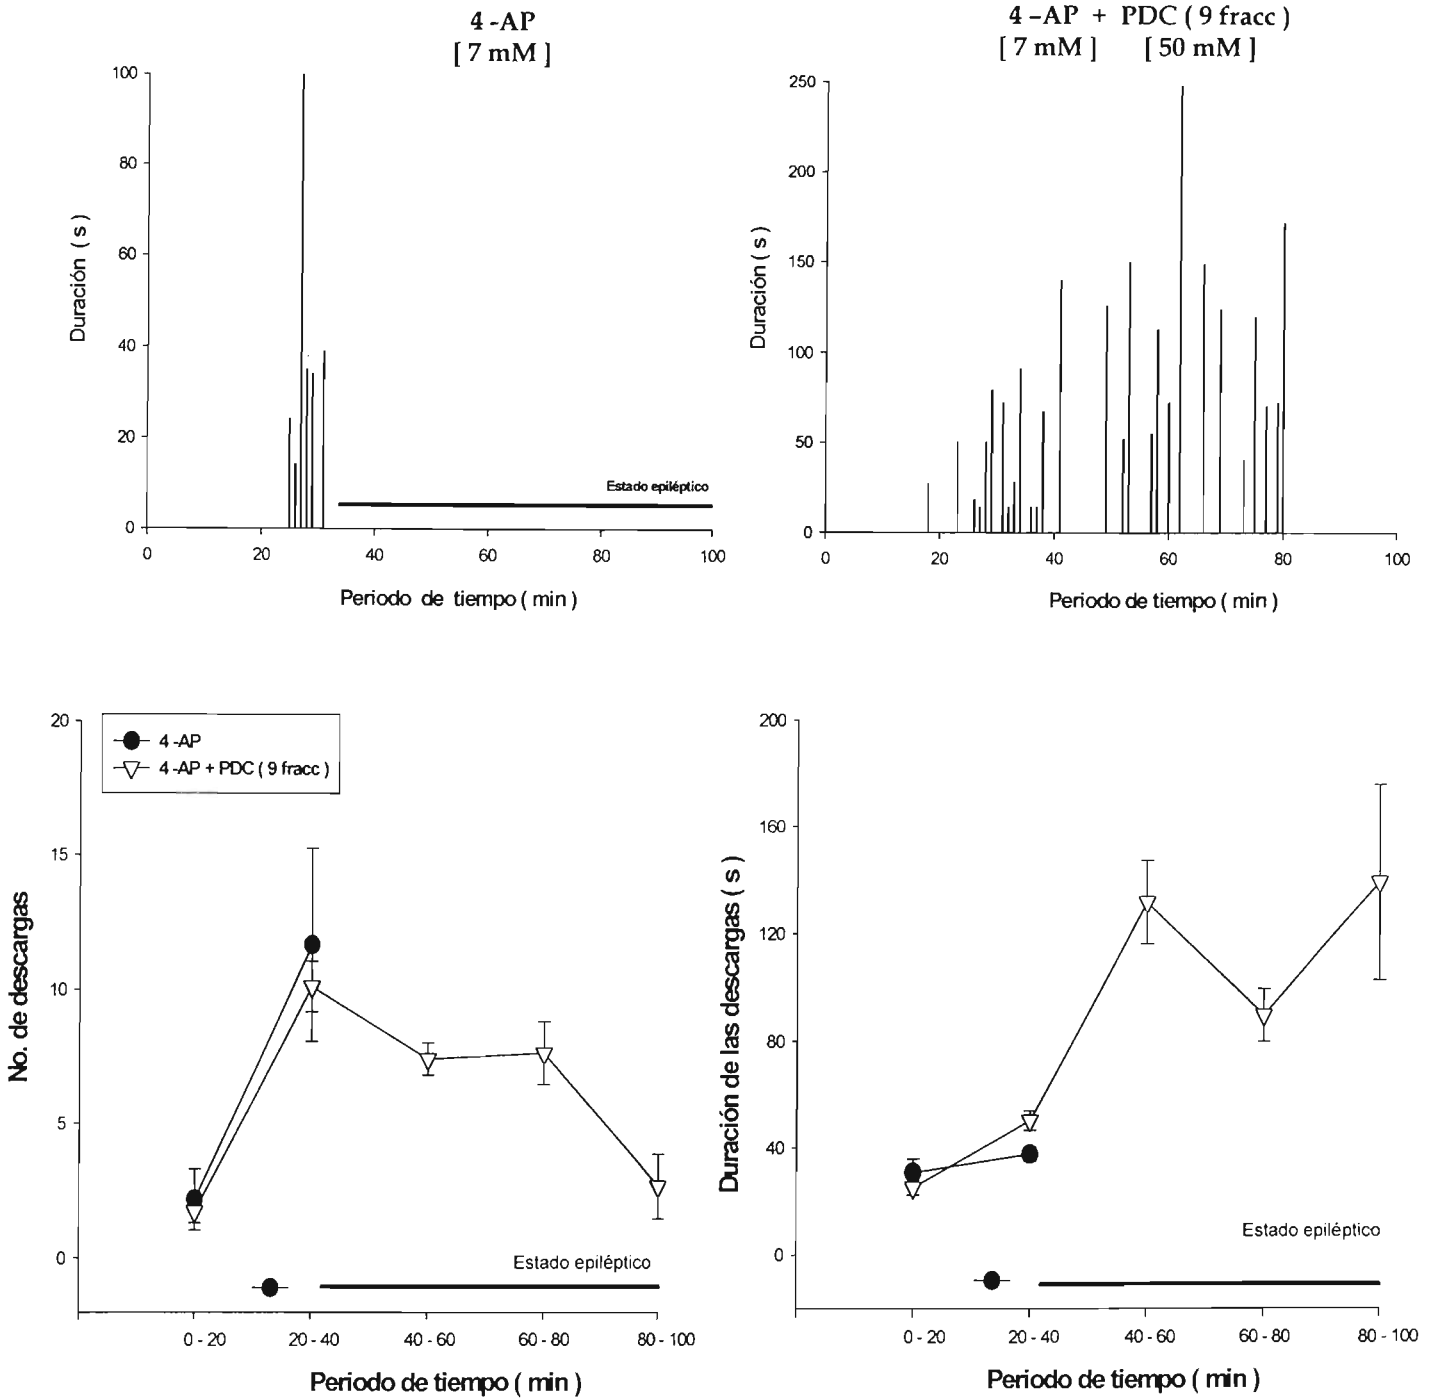 4 -AP
[ 7 mM ]
100
80
60
40
20
0
Duración ( s )
Estado epiléptico
0 20 40 60 80 100
Periodo de tiempo ( min )
4 -AP + PDC ( 9 fracc )
[ 7 mM ] [ 50 mM ]
250
200
150
100
50
0
Duración ( s )
0 20 40 60 80 100
Periodo de tiempo ( min )
4 -AP
4 -AP + PDC ( 9 fracc )
20
15
10
5
0
No. de descargas
Estado epiléptico
0 - 20 20 - 40 40 - 60 60 - 80 80 - 100
Periodo de tiempo ( min )
200
160
120
80
40
0
Duración de las descargas ( s )
Estado epiléptico
0 - 20 20 - 40 40 - 60 60 - 80 80 - 100
Periodo de tiempo ( min )